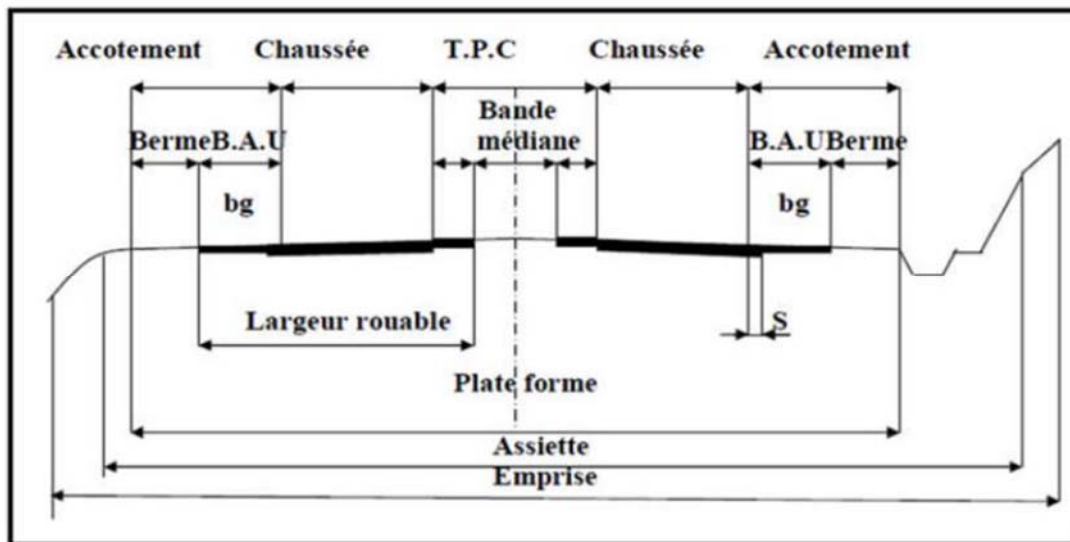 Accotement Chaussée T.P.C Chaussée Accotement
Bande
BermeB.A.U médiane B.A.UBerme
bg bg
Largeur rouable S
Plate forme
Assiette
Emprise